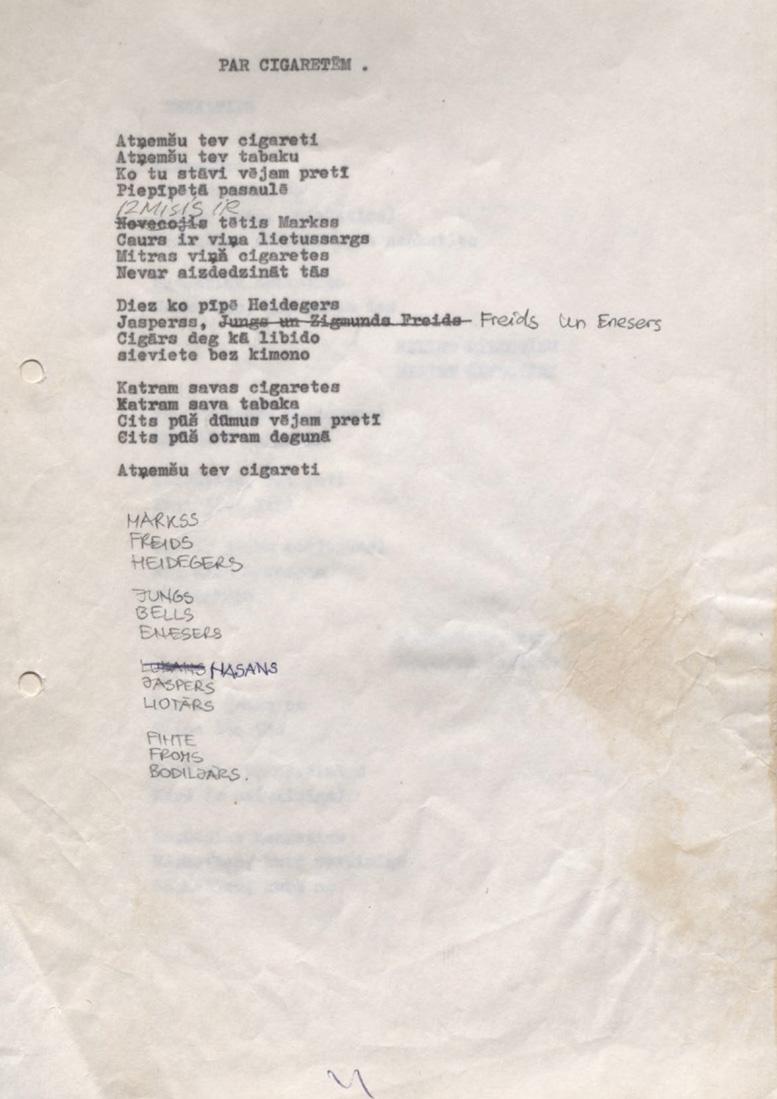 PAR CIGARETĒM .
Atņemšu tev cigareti
Atņemšu tev tabaku
Ko tu stāvi vējam pretī
Piepīpētā pasaulē
IZMISIS IR
Novecojis tētis Markss
Caurs ir viņa lietussargs
Mitras viņā cigaretes
Nevar aizdedzināt tās
Diez ko pīpē Heidegers
Jasperss, Jungs un Zigmunds Freids Freids un Enesers
Cigārs deg kā libido
sieviete bez kimono
Katram savas cigaretes
Katram sava tabaka
Cits pūš dūmus vējam pretī
Cits pūš otram degunā
Atņemšu tev cigareti
MARKSS
FREIDS
HEIDEGERS
JUNGS
BELLS
ENESERS
HASANS
JASPERS
LIOTĀRS
FIHTE
FROMS
BODILJĀRS.